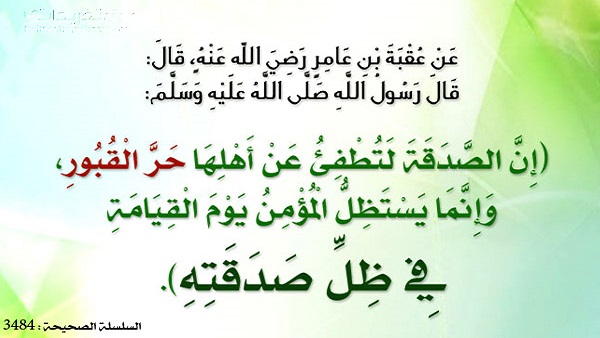 عَنْ عُقْبَةَ بْنِ عَامِرٍ رَضِيَ اللَّه عَنْهُ، قَالَ:
قَالَ رَسُولُ اللَّهِ صَلَّى اللَّهُ عَلَيْهِ وَسَلَّمَ:
(إِنَّ الصَّدَقَةَ لَتُطْفِئُ عَنْ أَهْلِهَا حَرَّ الْقُبُورِ،
وَإِنَّمَا يَسْتَظِلُّ الْمُؤْمِنُ يَوْمَ الْقِيَامَةِ
فِي ظِلِّ صَدَقَتِهِ).
السلسلة الصحيحة : 3484